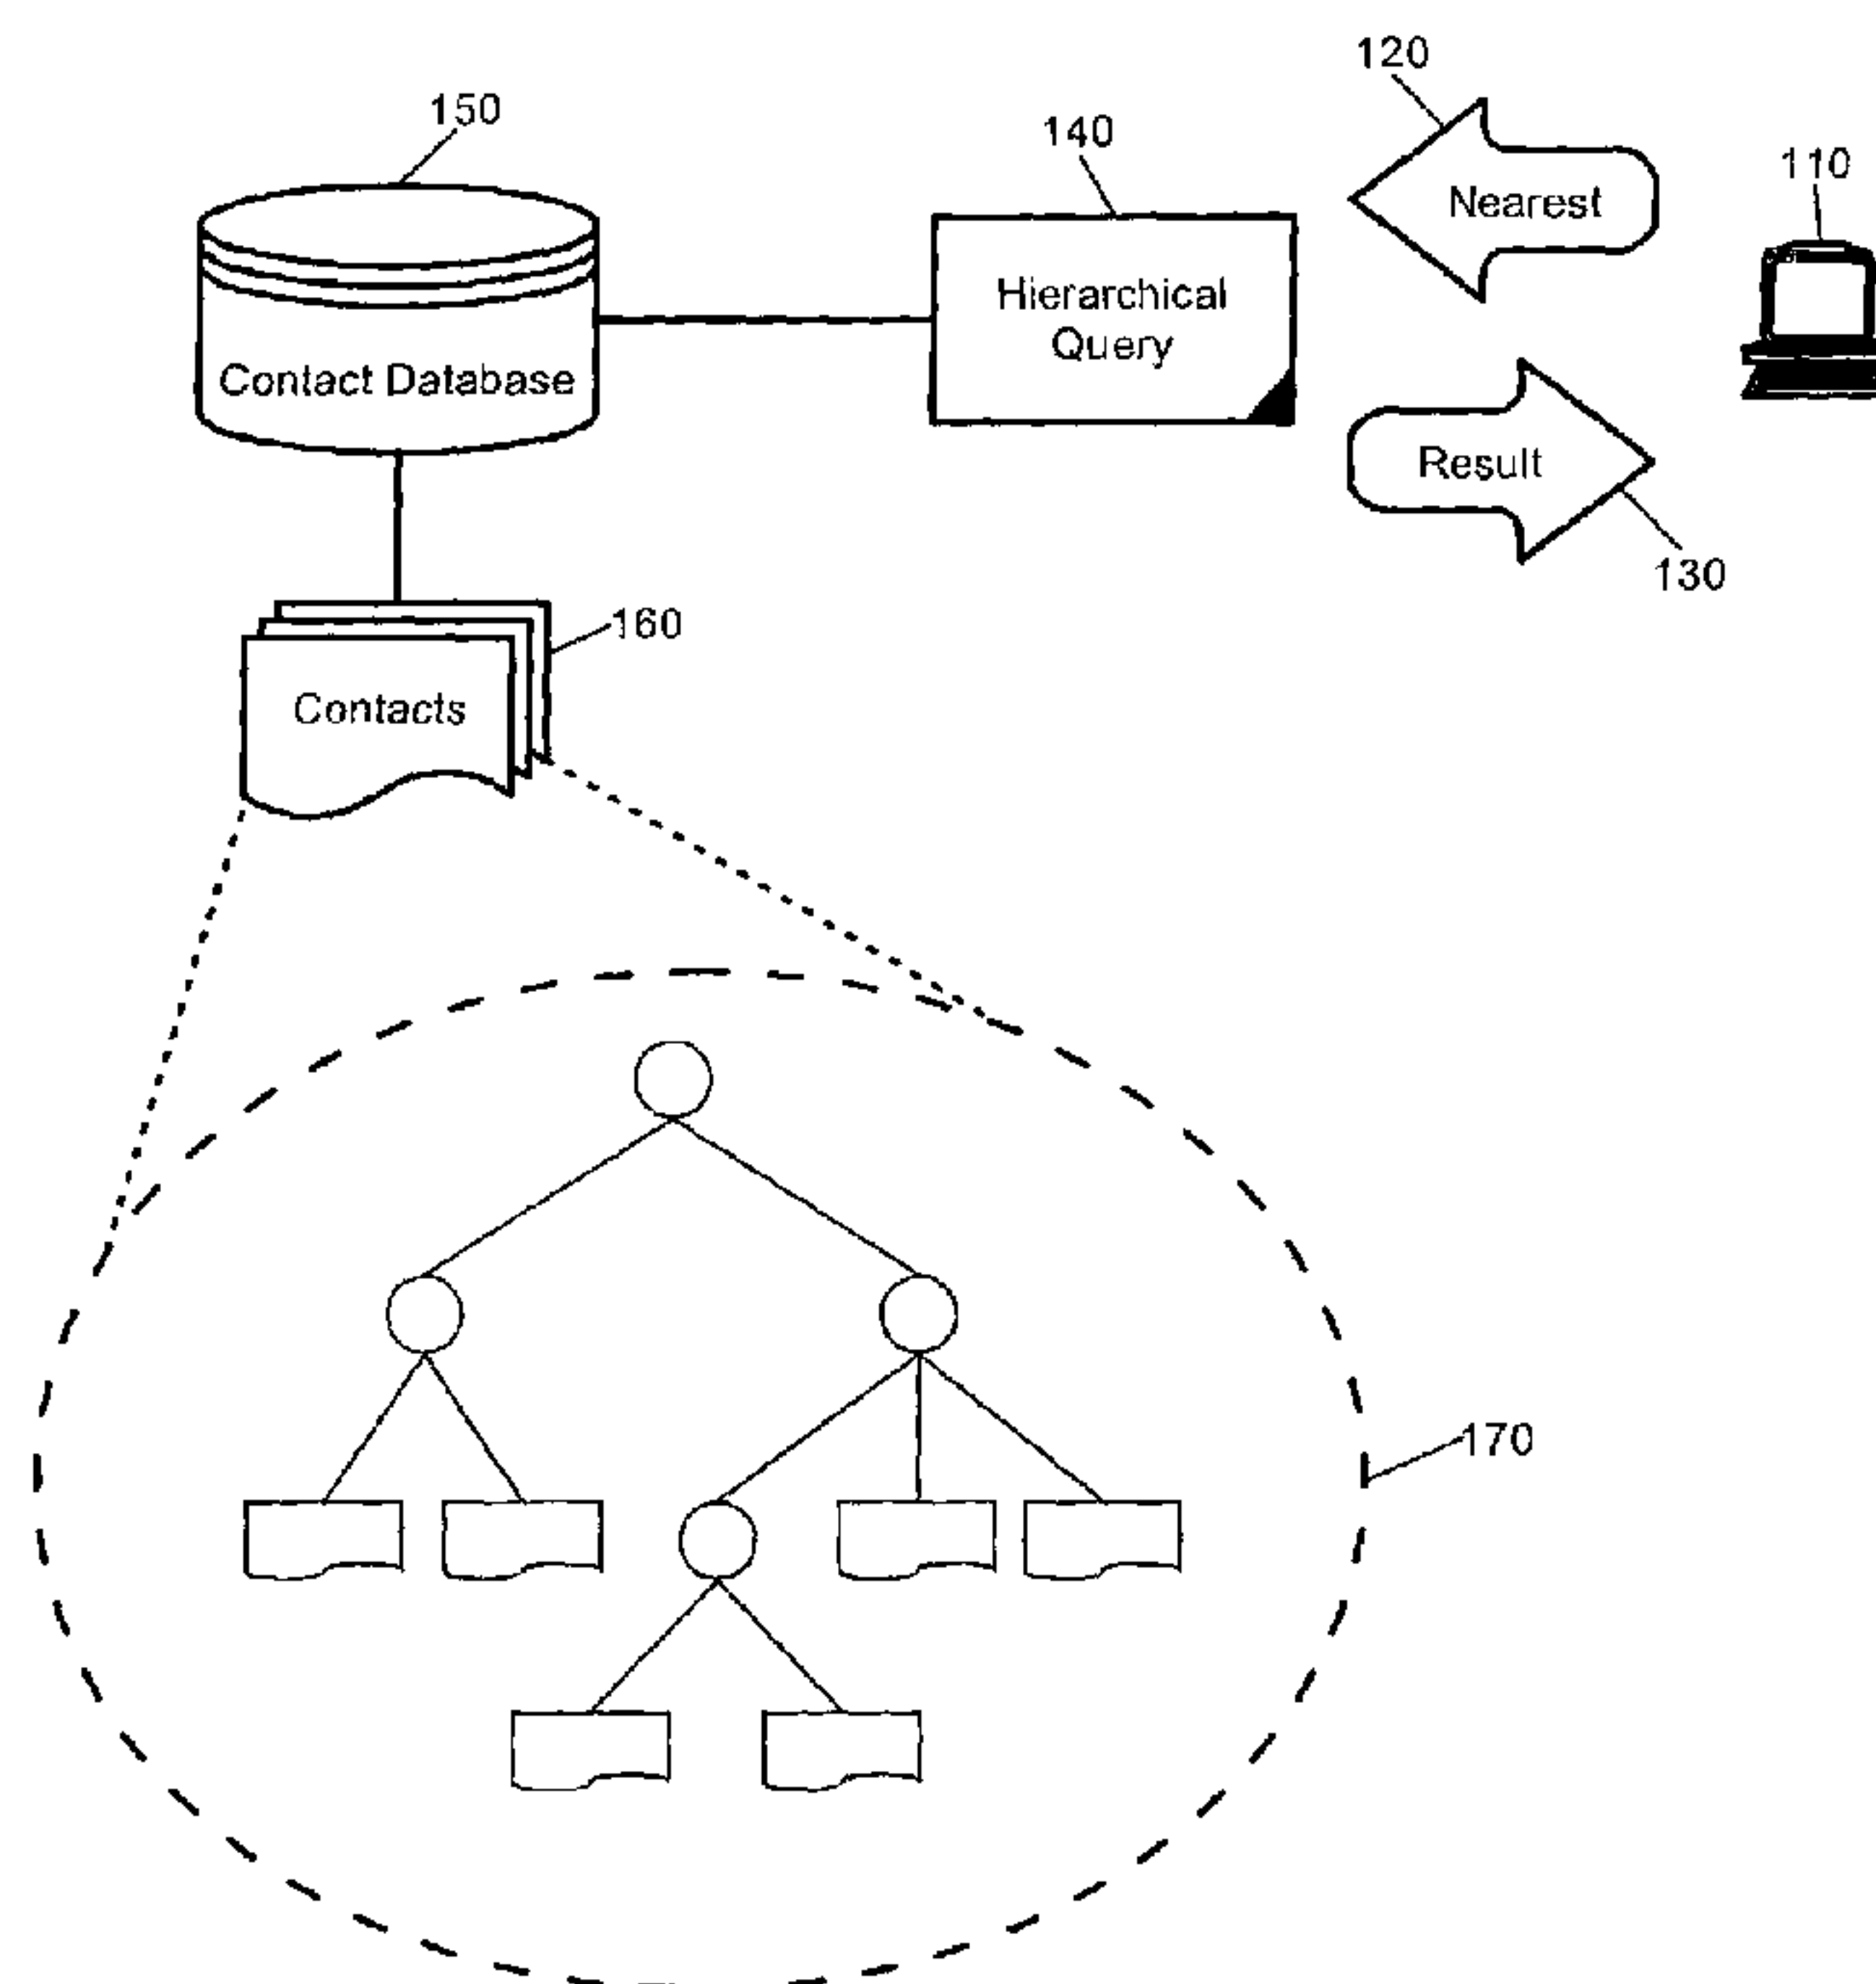 120
150
140
110
Nearest
Hierarchical
Query
Contact Database
Result
130
160
Contacts
170